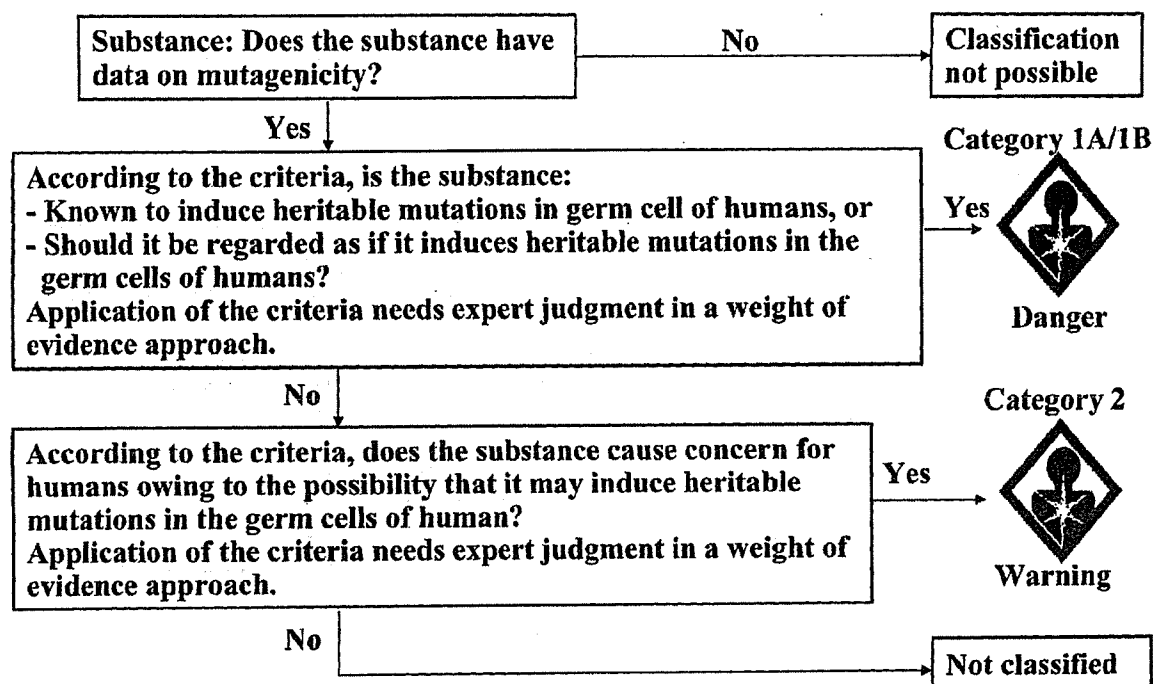 Substance: Does the substance have
data on mutagenicity?
No
Classification
not possible
Yes
According to the criteria, is the substance:
- Known to induce heritable mutations in germ cell of humans, or
- Should it be regarded as if it induces heritable mutations in the
germ cells of humans?
Application of the criteria needs expert judgment in a weight of
evidence approach.
Yes
Category 1A/1B
Danger
No
According to the criteria, does the substance cause concern for
humans owing to the possibility that it may induce heritable
mutations in the germ cells of human?
Application of the criteria needs expert judgment in a weight of
evidence approach.
Yes
Category 2
Warning
No
Not classified